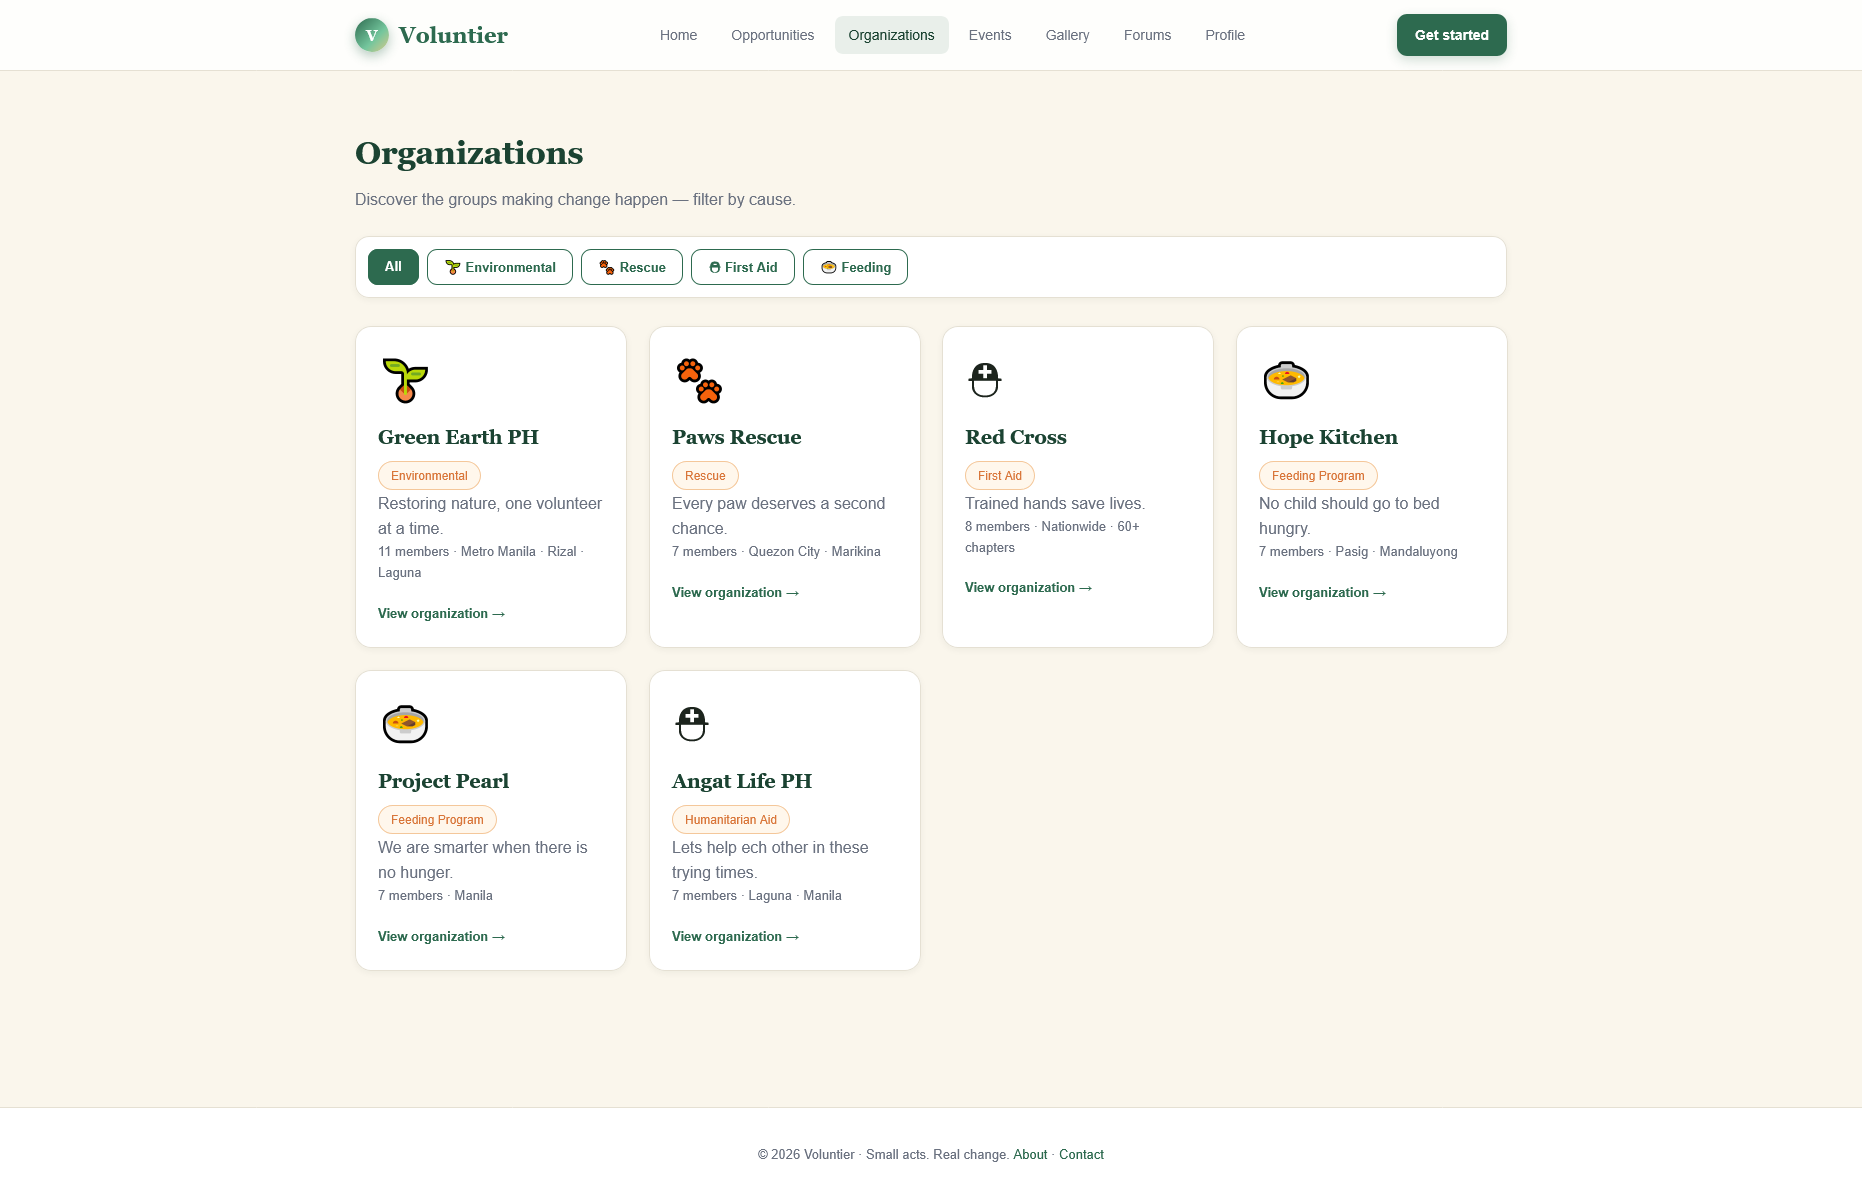 V Voluntier
Home Opportunities Organizations Events Gallery Forums Profile
Get started
Organizations
Discover the groups making change happen — filter by cause.
All Environmental Rescue First Aid Feeding
Green Earth PH
Environmental
Restoring nature, one volunteer
at a time.
11 members · Metro Manila · Rizal ·
Laguna
View organization →
Paws Rescue
Rescue
Every paw deserves a second
chance.
7 members · Quezon City · Marikina
View organization →
Red Cross
First Aid
Trained hands save lives.
8 members · Nationwide · 60+
chapters
View organization →
Hope Kitchen
Feeding Program
No child should go to bed
hungry.
7 members · Pasig · Mandaluyong
View organization →
Project Pearl
Feeding Program
We are smarter when there is
no hunger.
7 members · Manila
View organization →
Angat Life PH
Humanitarian Aid
Lets help ech other in these
trying times.
7 members · Laguna · Manila
View organization →
© 2026 Voluntier · Small acts. Real change. About · Contact